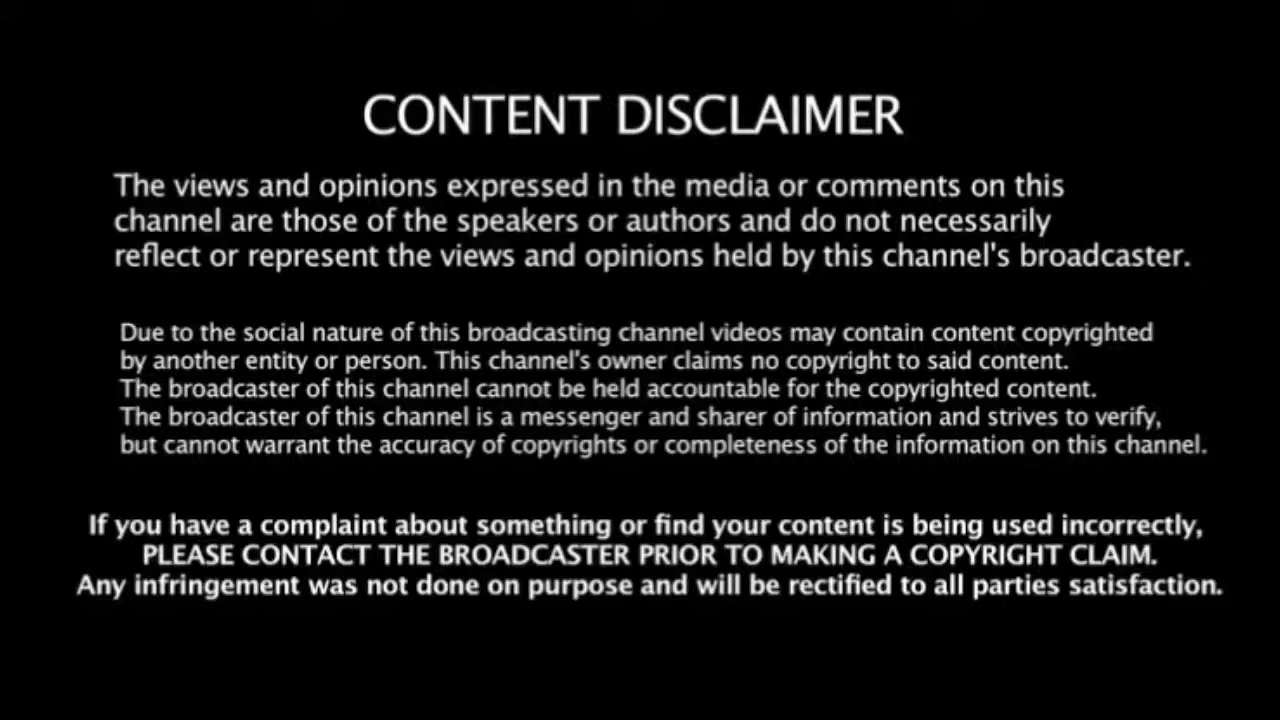 CONTENT DISCLAIMER
The views and opinions expressed in the media or comments on this
channel are those of the speakers or authors and do not necessarily
reflect or represent the views and opinions held by this channel's broadcaster.
Due to the social nature of this broadcasting channel videos may contain content copyrighted
by another entity or person. This channel's owner claims no copyright to said content.
The broadcaster of this channel cannot be held accountable for the copyrighted content.
The broadcaster of this channel is a messenger and sharer of information and strives to verify,
but cannot warrant the accuracy of copyrights or completeness of the information on this channel.
If you have a complaint about something or find your content is being used incorrectly,
PLEASE CONTACT THE BROADCASTER PRIOR TO MAKING A COPYRIGHT CLAIM.
Any infringement was not done on purpose and will be rectified to all parties satisfaction.